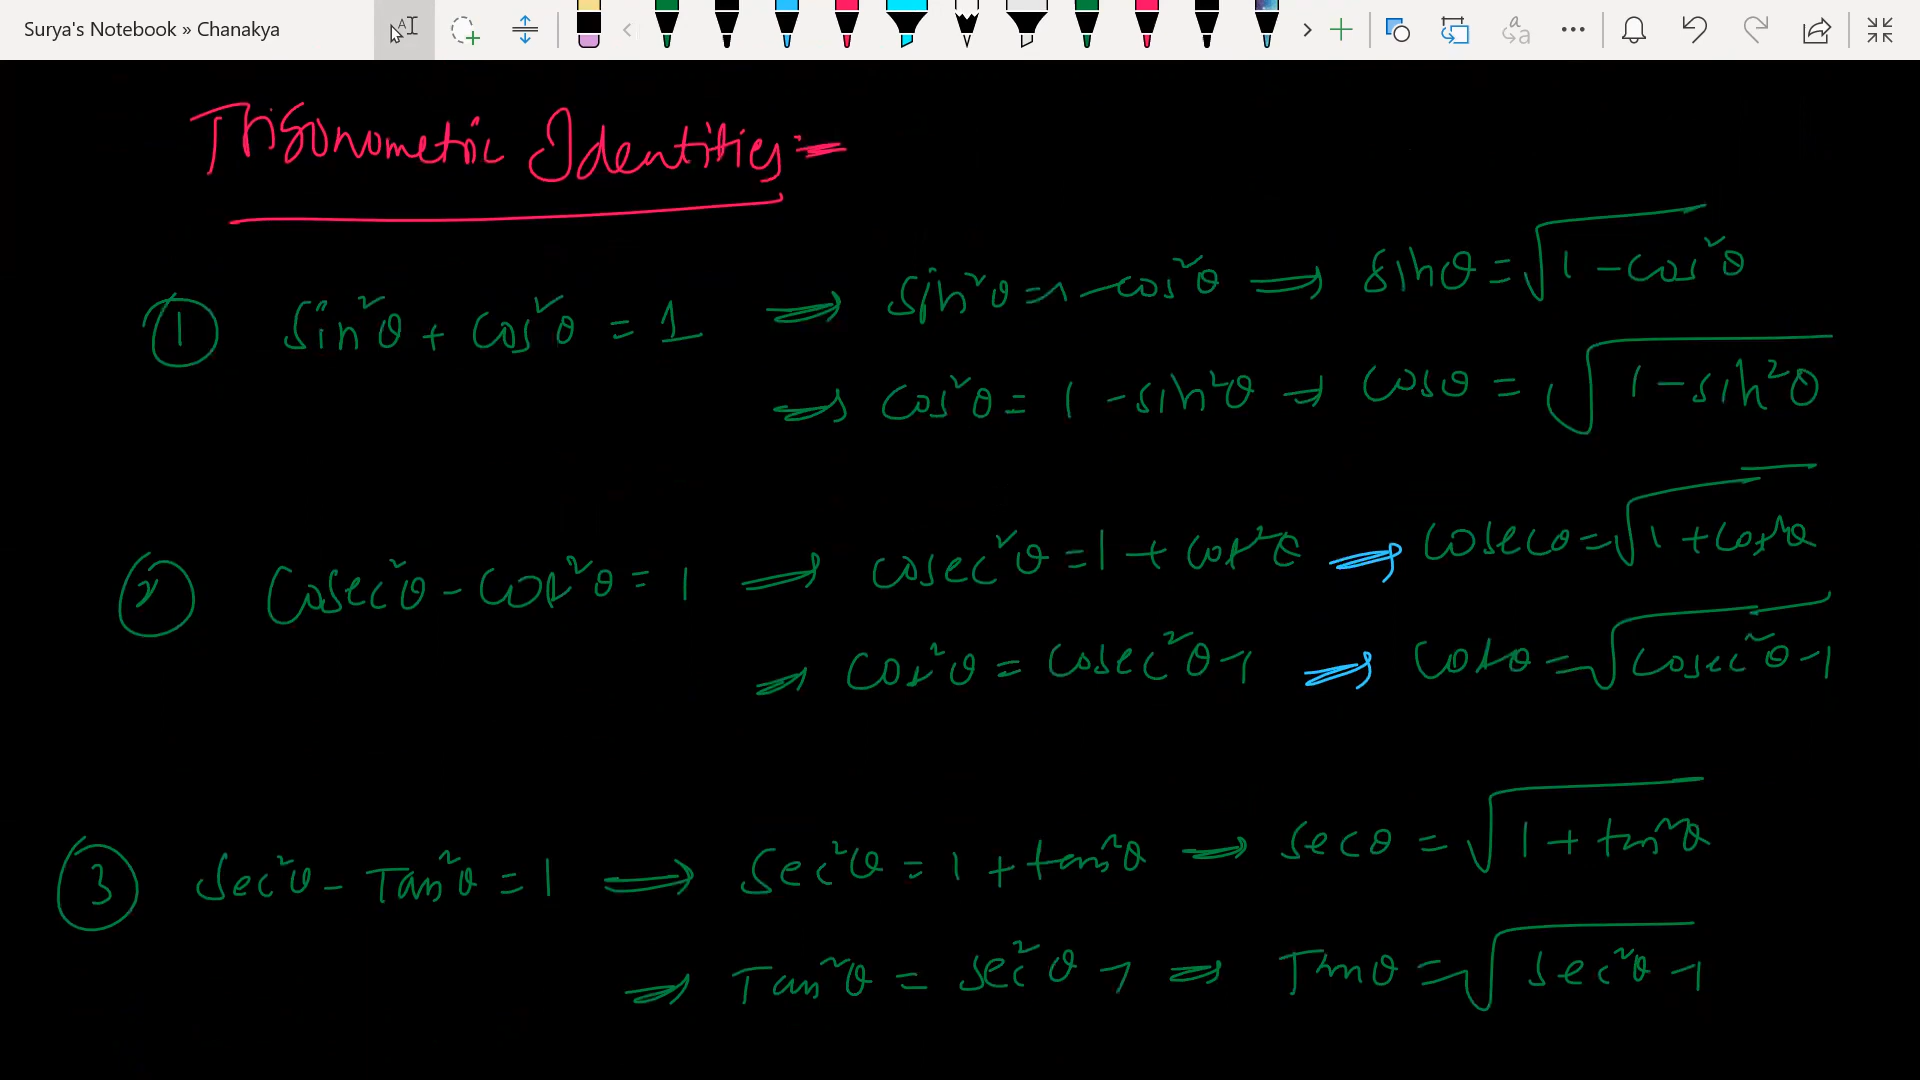 Surya's Notebook » Chanakya
Trigonometric Identities:-
① Sin²θ + Cos²θ = 1 ⇒ Sin²θ = 1 - cos²θ ⇒ Sinθ = √(1 - cos²θ)
⇒ Cos²θ = 1 - sin²θ ⇒ Cosθ = √(1 - sin²θ)
② Cosec²θ - Cot²θ = 1 ⇒ Cosec²θ = 1 + cot²θ ⇒ Cosecθ = √(1 + cot²θ)
⇒ Cot²θ = Cosec²θ - 1 ⇒ Cotθ = √(Cosec²θ - 1)
③ Sec²θ - Tan²θ = 1 ⇒ Sec²θ = 1 + tan²θ ⇒ Secθ = √(1 + tan²θ)
⇒ Tan²θ = Sec²θ - 1 ⇒ Tanθ = √(Sec²θ - 1)